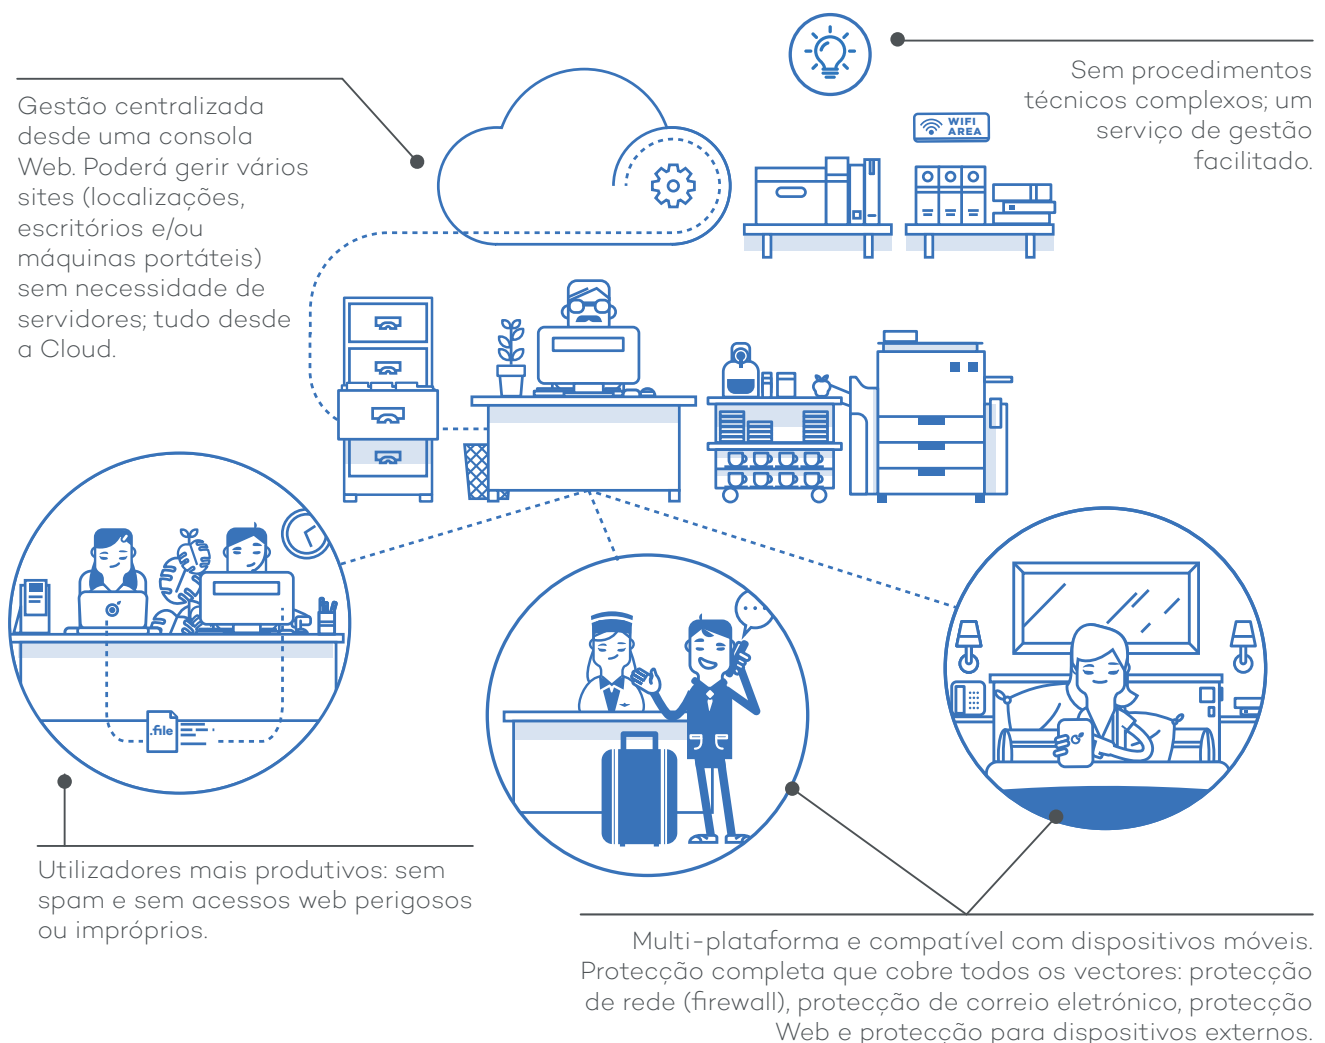 Sem procedimentos
técnicos complexos; um
serviço de gestão
facilitado.
Gestão centralizada
desde uma consola
Web. Poderá gerir vários
sites (localizações,
escritórios e/ou
máquinas portáteis)
sem necessidade de
servidores; tudo desde
a Cloud.
WIFI
AREA
.file
Utilizadores mais produtivos: sem
spam e sem acessos web perigosos
ou impróprios.
Multi-plataforma e compatível com dispositivos móveis.
Protecção completa que cobre todos os vectores: protecção
de rede (firewall), protecção de correio eletrónico, protecção
Web e protecção para dispositivos externos.